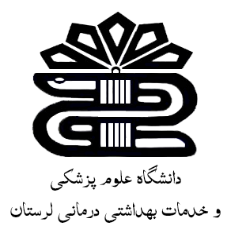 دانشگاه علوم پزشکی
و خدمات بهداشتی درمانی لرستان